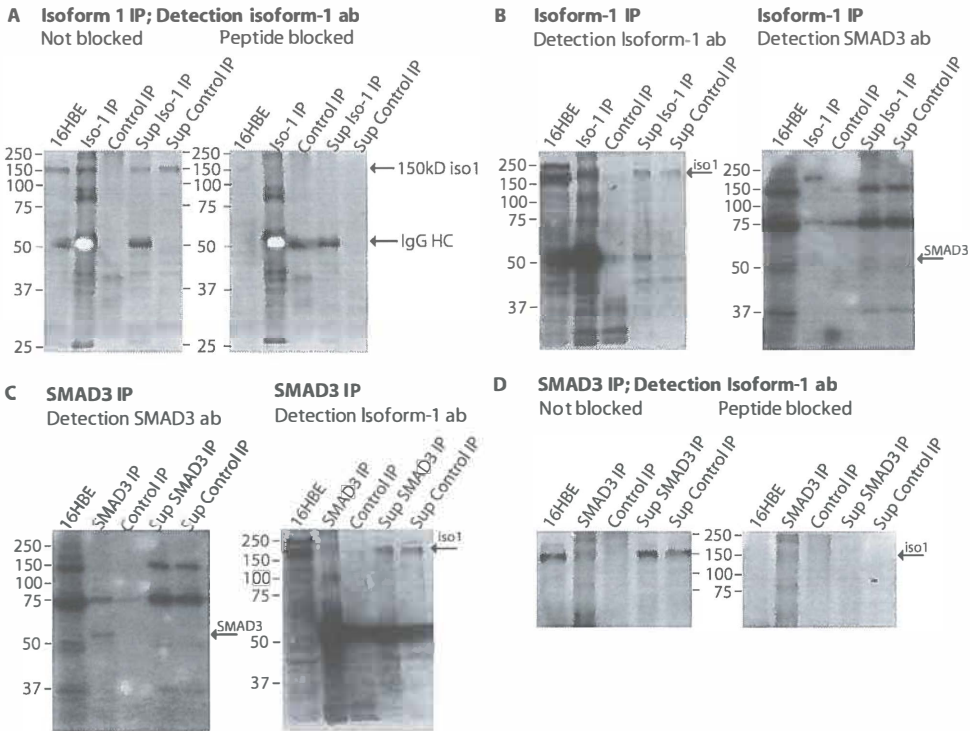 A Isoform 1 IP; Detection isoform-1 ab
Not blocked
Peptide blocked
16HBE
Iso-1 IP
Control IP
Sup Iso-1 IP
Sup Control IP
16HBE
Iso-1 IP
Control IP
Sup Iso-1 IP
Sup Control IP
250
150
100
75
50
37
25
250
150
100
75
50
37
25
150kD iso1
IgG HC
B Isoform-1 IP
Detection Isoform-1 ab
16HBE
Iso-1 IP
Control IP
Sup Iso-1 IP
Sup Control IP
250
150
100
75
50
37
iso1
Isoform-1 IP
Detection SMAD3 ab
16HBE
Iso-1 IP
Control IP
Sup Iso-1 IP
Sup Control IP
250
150
100
75
50
37
SMAD3
C SMAD3 IP
Detection SMAD3 ab
16HBE
SMAD3 IP
Control IP
Sup SMAD3 IP
Sup Control IP
250
150
100
75
50
37
SMAD3
SMAD3 IP
Detection Isoform-1 ab
16HBE
SMAD3 IP
Control IP
Sup SMAD3 IP
Sup Control IP
250
150
100
75
50
37
iso1
D SMAD3 IP; Detection Isoform-1 ab
Not blocked
Peptide blocked
16HBE
SMAD3 IP
Control IP
Sup SMAD3 IP
Sup Control IP
16HBE
SMAD3 IP
Control IP
Sup SMAD3 IP
Sup Control IP
250
150
100
75
iso1